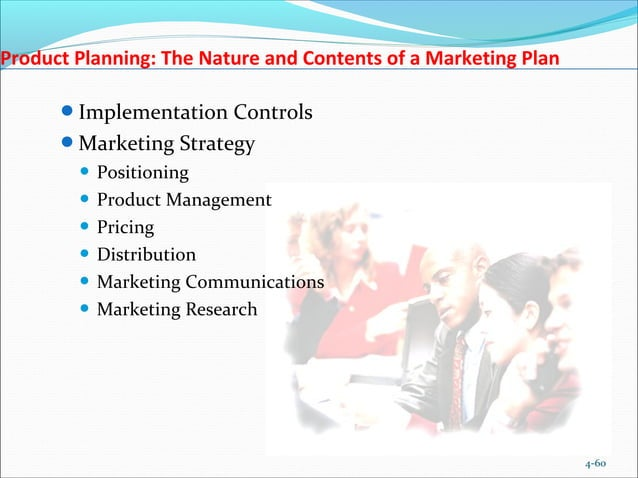 Product Planning: The Nature and Contents of a Marketing Plan
Implementation Controls
Marketing Strategy
Positioning
Product Management
Pricing
Distribution
Marketing Communications
Marketing Research
4-60